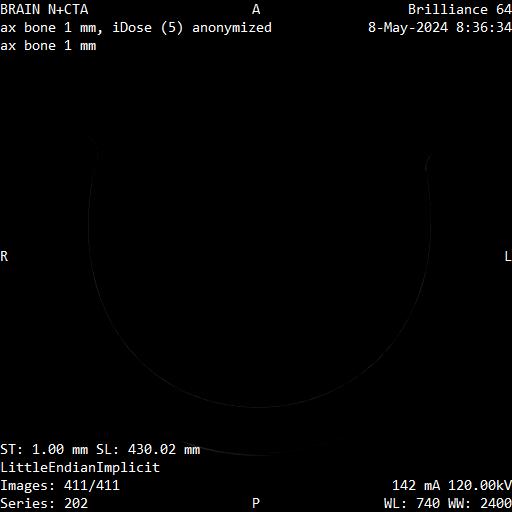 BRAIN N+CTA
A
Brilliance 64
ax bone 1 mm, iDose (5) anonymized
8-May-2024 8:36:34
ax bone 1 mm
R
L
ST: 1.00 mm SL: 430.02 mm
LittleEndianImplicit
Images: 411/411
142 mA 120.00kV
Series: 202
P
WL: 740 WW: 2400